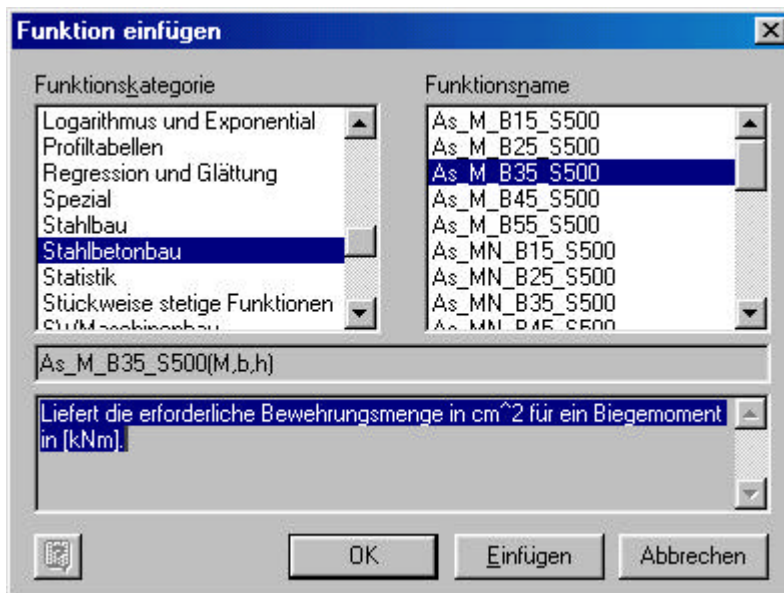 Funktion einfügen
Funktionskategorie
Logarithmus und Exponential
Profiltabellen
Regression und Glättung
Spezial
Stahlbau
Stahlbetonbau
Statistik
Stückweise stetige Funktionen
Funktionsname
As_M_B15_S500
As_M_B25_S500
As_M_B35_S500
As_M_B45_S500
As_M_B55_S500
As_MN_B15_S500
As_MN_B25_S500
As_MN_B35_S500
As_MN_B45_S500
As_M_B35_S500(M,b,h)
Liefert die erforderliche Bewehrungsmenge in cm^2 für ein Biegemoment
in [kNm].
OK
Einfügen
Abbrechen